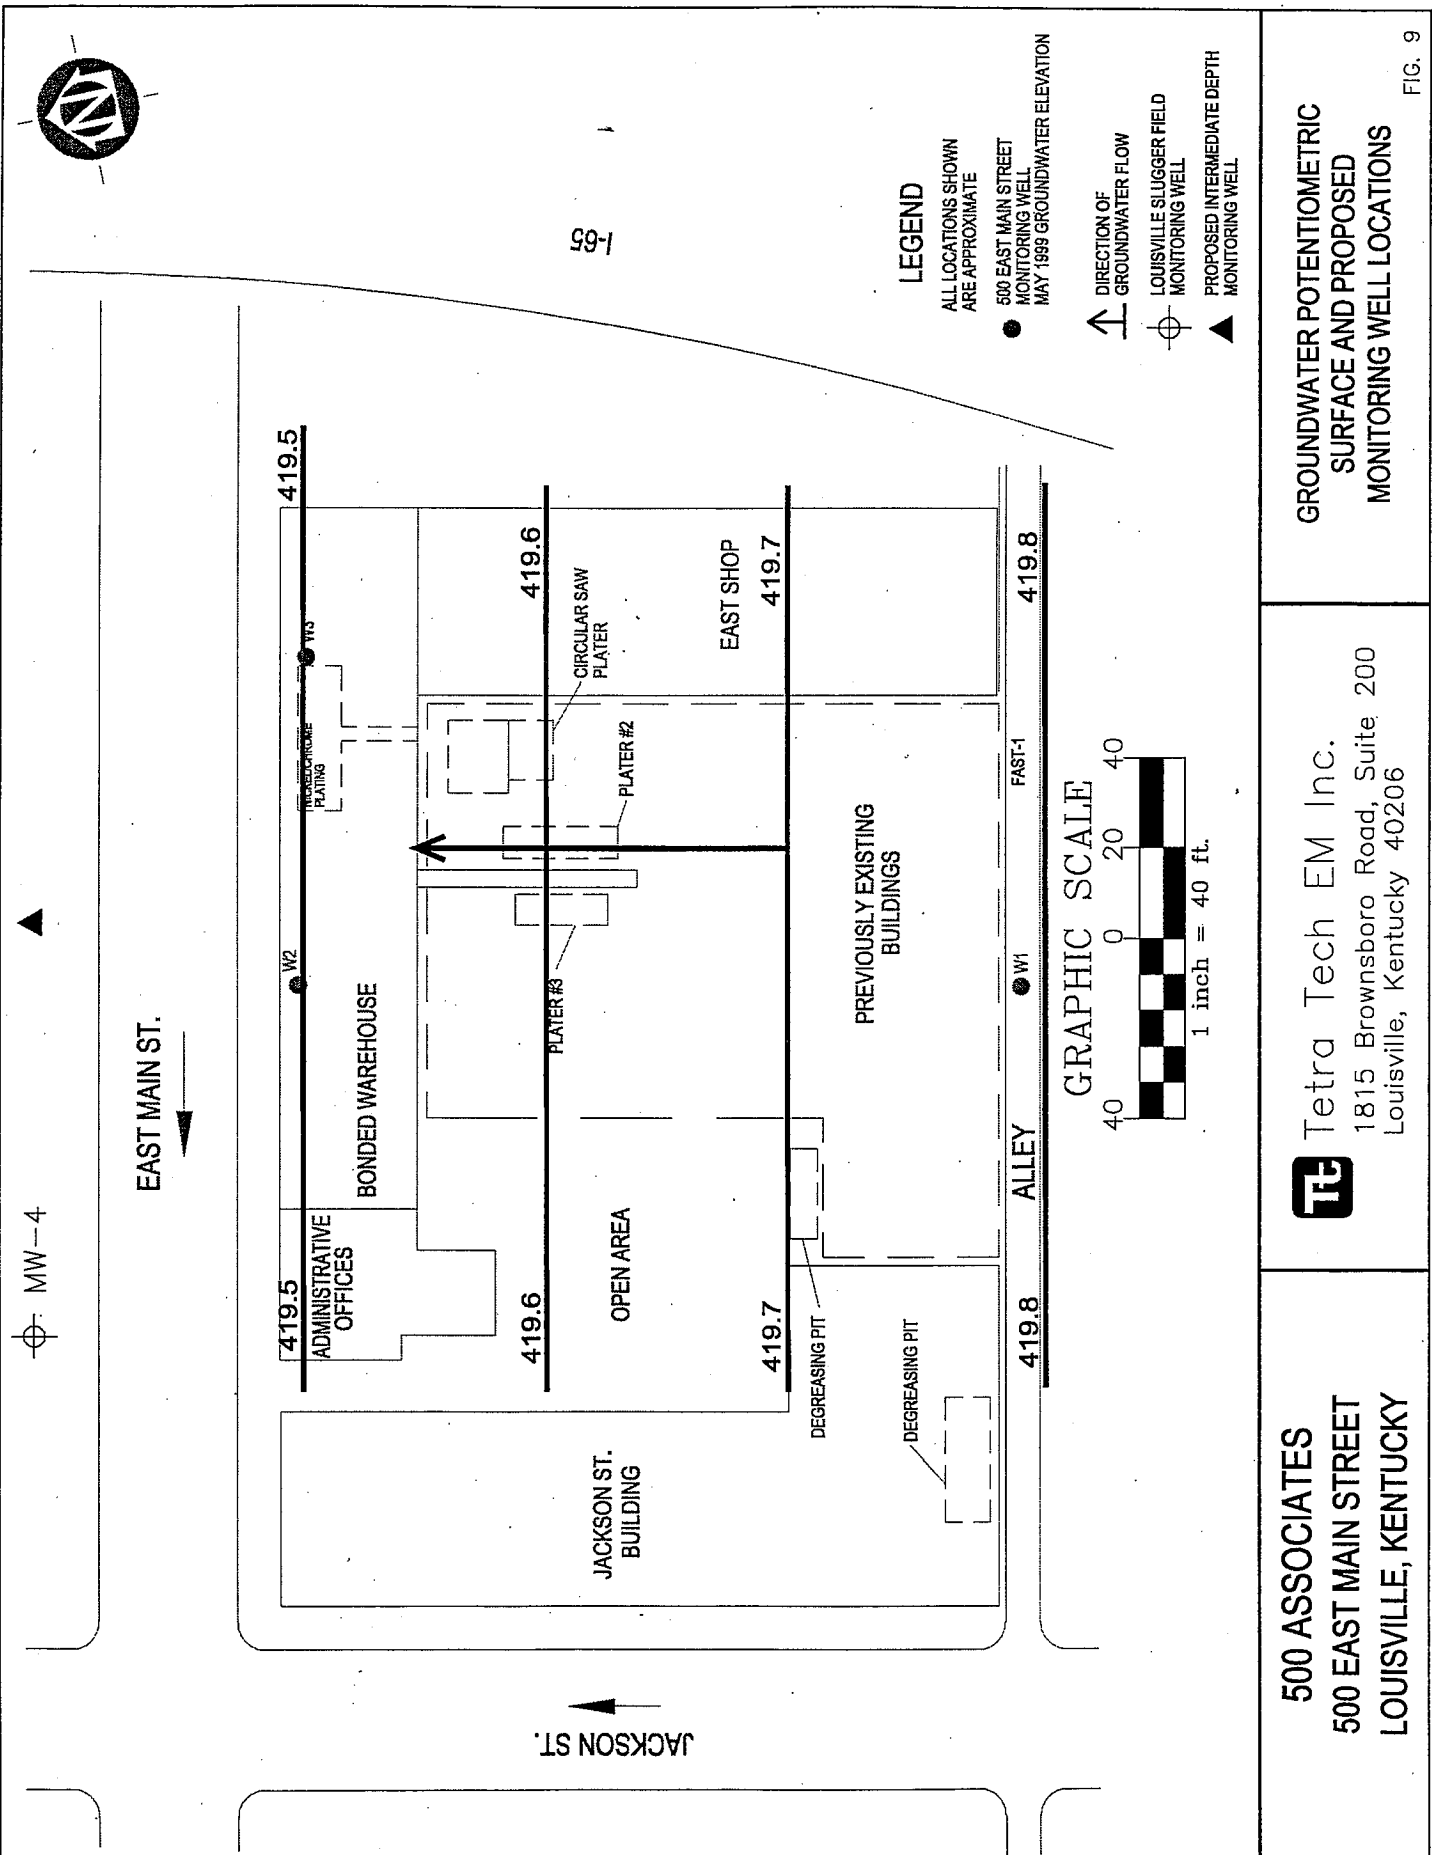 MW-4
N
EAST MAIN ST.
I-65
419.5
419.5
W2
W3
NICKEL/CHROME
PLATING
ADMINISTRATIVE
OFFICES
BONDED WAREHOUSE
419.6
419.6
CIRCULAR SAW
PLATER
PLATER #2
PLATER #3
OPEN AREA
EAST SHOP
419.7
419.7
JACKSON ST.
BUILDING
DEGREASING PIT
DEGREASING PIT
PREVIOUSLY EXISTING
BUILDINGS
JACKSON ST.
419.8
ALLEY
W1
FAST-1
419.8
GRAPHIC SCALE
40
0
20
40
1 inch = 40 ft.
LEGEND
ALL LOCATIONS SHOWN
ARE APPROXIMATE
500 EAST MAIN STREET
MONITORING WELL
MAY 1999 GROUNDWATER ELEVATION
DIRECTION OF
GROUNDWATER FLOW
LOUISVILLE SLUGGER FIELD
MONITORING WELL
PROPOSED INTERMEDIATE DEPTH
MONITORING WELL
500 ASSOCIATES
500 EAST MAIN STREET
LOUISVILLE, KENTUCKY
Tt Tetra Tech EM Inc.
1815 Brownsboro Road, Suite 200
Louisville, Kentucky 40206
GROUNDWATER POTENTIOMETRIC
SURFACE AND PROPOSED
MONITORING WELL LOCATIONS
FIG. 9